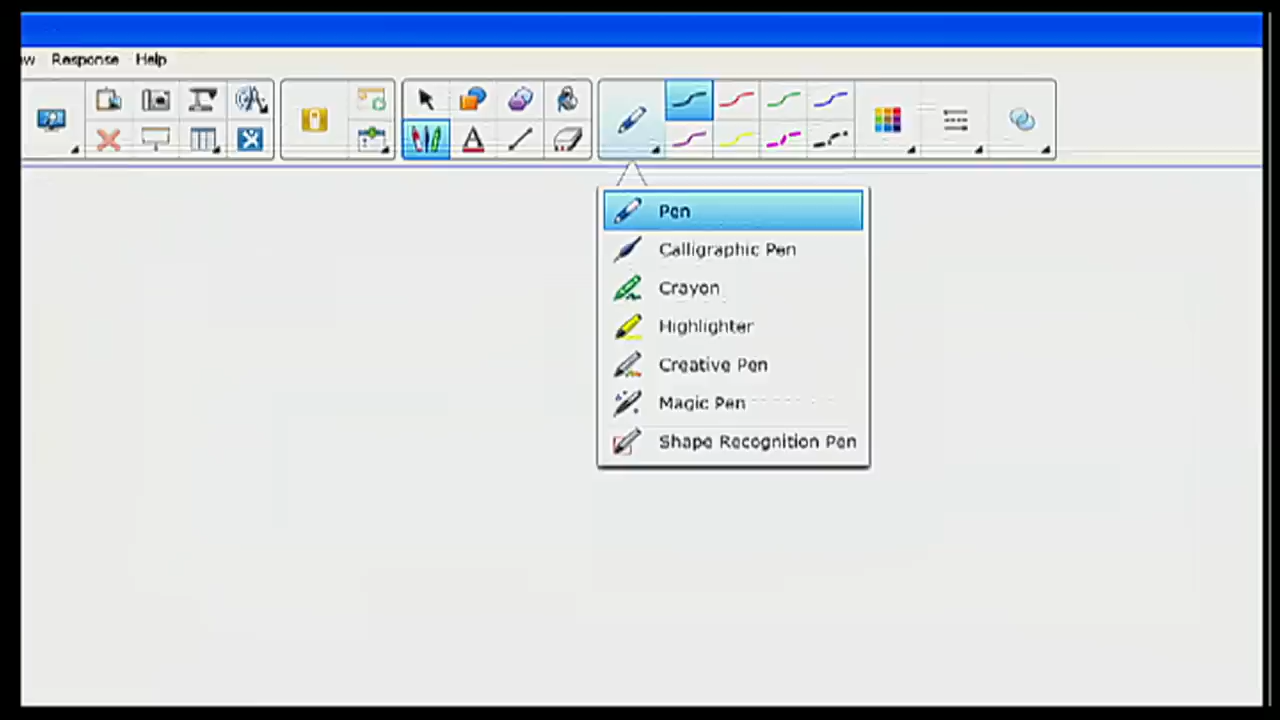 w Response Help
Pen
Calligraphic Pen
Crayon
Highlighter
Creative Pen
Magic Pen
Shape Recognition Pen